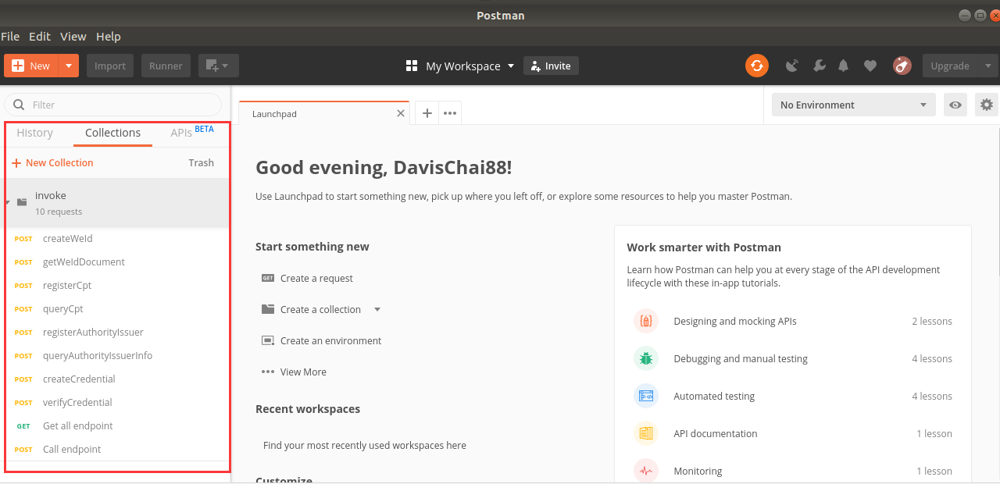 Postman
File Edit View Help
New Import Runner My Workspace Invite Upgrade
Filter
History Collections APIs BETA
New Collection Trash
invoke
10 requests
POST createWeId
POST getWeIdDocument
POST registerCpt
POST queryCpt
POST registerAuthorityIssuer
POST queryAuthorityIssuerInfo
POST createCredential
POST verifyCredential
GET Get all endpoint
POST Call endpoint
Launchpad
No Environment
Good evening, DavisChai88!
Use Launchpad to start something new, pick up where you left off, or explore some resources to help you master Postman.
Start something new
GET Create a request
Create a collection
Create an environment
View More
Recent workspaces
Find your most recently used workspaces here
Customize
Work smarter with Postman
Learn how Postman can help you at every stage of the API development
lifecycle with these in-app tutorials.
Designing and mocking APIs 2 lessons
Debugging and manual testing 4 lessons
Automated testing 4 lessons
API documentation 1 lesson
Monitoring 1 lesson